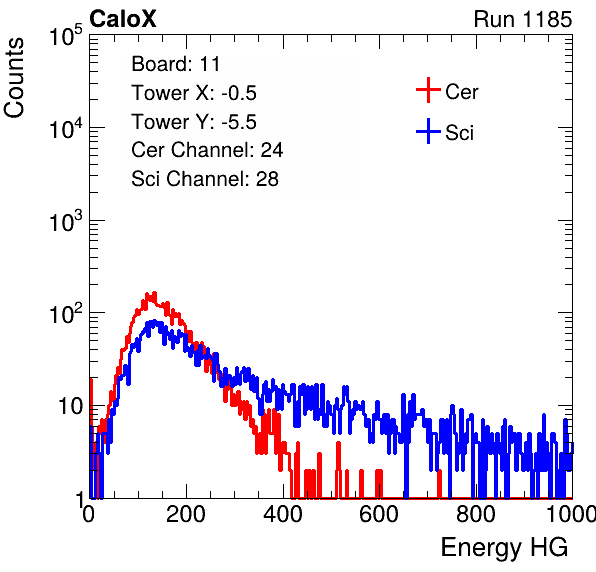 CaloX Run 1185
Counts
10^5
10^4
10^3
10^2
10
1
Board: 11
Tower X: -0.5
Tower Y: -5.5
Cer Channel: 24
Sci Channel: 28
Cer
Sci
0 200 400 600 800 1000
Energy HG